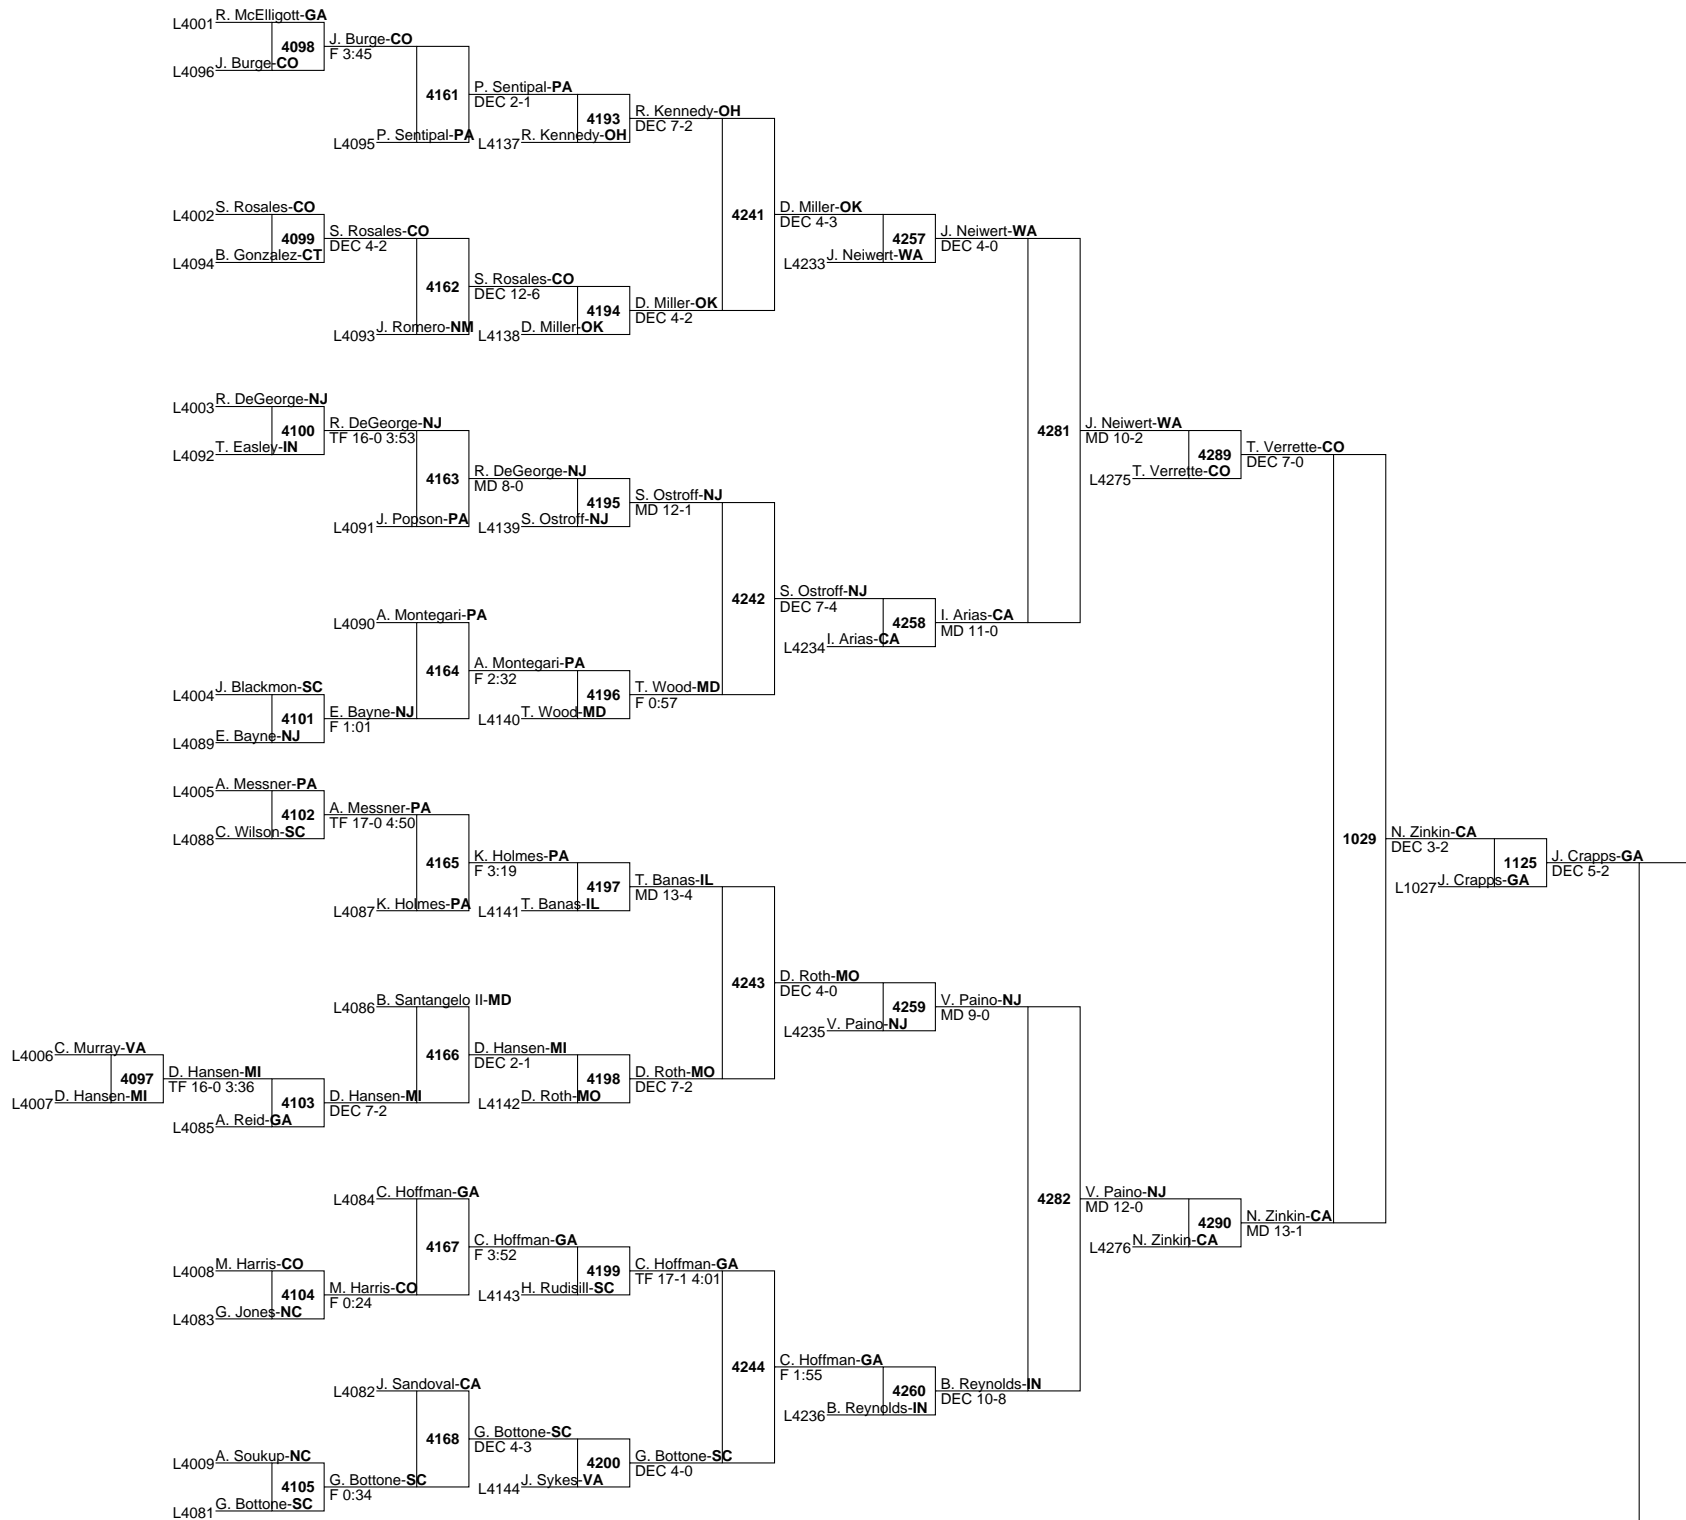 L4001 R. McElligott-GA
4098
L4096 J. Burge-CO
J. Burge-CO
F 3:45
4161
L4095 P. Sentipal-PA
P. Sentipal-PA
DEC 2-1
4193
L4137 R. Kennedy-OH
R. Kennedy-OH
DEC 7-2
L4002 S. Rosales-CO
4099
L4094 B. Gonzalez-CT
S. Rosales-CO
DEC 4-2
4162
L4093 J. Romero-NM
S. Rosales-CO
DEC 12-6
4194
L4138 D. Miller-OK
D. Miller-OK
DEC 4-2
4241
D. Miller-OK
DEC 4-3
4257
L4233 J. Neiwert-WA
J. Neiwert-WA
DEC 4-0
L4003 R. DeGeorge-NJ
4100
L4092 T. Easley-IN
R. DeGeorge-NJ
TF 16-0 3:53
4163
L4091 J. Popson-PA
R. DeGeorge-NJ
MD 8-0
4195
L4139 S. Ostroff-NJ
S. Ostroff-NJ
MD 12-1
L4090 A. Montegari-PA
4164
L4004 J. Blackmon-SC
4101
L4089 E. Bayne-NJ
E. Bayne-NJ
F 1:01
A. Montegari-PA
F 2:32
4196
L4140 T. Wood-MD
T. Wood-MD
F 0:57
4242
S. Ostroff-NJ
DEC 7-4
4258
L4234 I. Arias-CA
I. Arias-CA
MD 11-0
4281
J. Neiwert-WA
MD 10-2
4289
L4275 T. Verrette-CO
T. Verrette-CO
DEC 7-0
L4005 A. Messner-PA
4102
L4088 C. Wilson-SC
A. Messner-PA
TF 17-0 4:50
4165
L4087 K. Holmes-PA
K. Holmes-PA
F 3:19
4197
L4141 T. Banas-IL
T. Banas-IL
MD 13-4
L4086 B. Santangelo II-MD
4166
L4006 C. Murray-VA
4097
L4007 D. Hansen-MI
D. Hansen-MI
TF 16-0 3:36
4103
L4085 A. Reid-GA
D. Hansen-MI
DEC 7-2
D. Hansen-MI
DEC 2-1
4198
L4142 D. Roth-MO
D. Roth-MO
DEC 7-2
4243
D. Roth-MO
DEC 4-0
4259
L4235 V. Paino-NJ
V. Paino-NJ
MD 9-0
L4084 C. Hoffman-GA
4167
L4008 M. Harris-CO
4104
L4083 G. Jones-NC
M. Harris-CO
F 0:24
C. Hoffman-GA
F 3:52
4199
L4143 H. Rudisill-SC
C. Hoffman-GA
TF 17-1 4:01
L4082 J. Sandoval-CA
4168
L4009 A. Soukup-NC
4105
L4081 G. Bottone-SC
G. Bottone-SC
F 0:34
G. Bottone-SC
DEC 4-3
4200
L4144 J. Sykes-VA
G. Bottone-SC
DEC 4-0
4244
C. Hoffman-GA
F 1:55
4260
L4236 B. Reynolds-IN
B. Reynolds-IN
DEC 10-8
4282
V. Paino-NJ
MD 12-0
4290
L4276 N. Zinkin-CA
N. Zinkin-CA
MD 13-1
1029
N. Zinkin-CA
DEC 3-2
1125
L1027 J. Crapps-GA
J. Crapps-GA
DEC 5-2